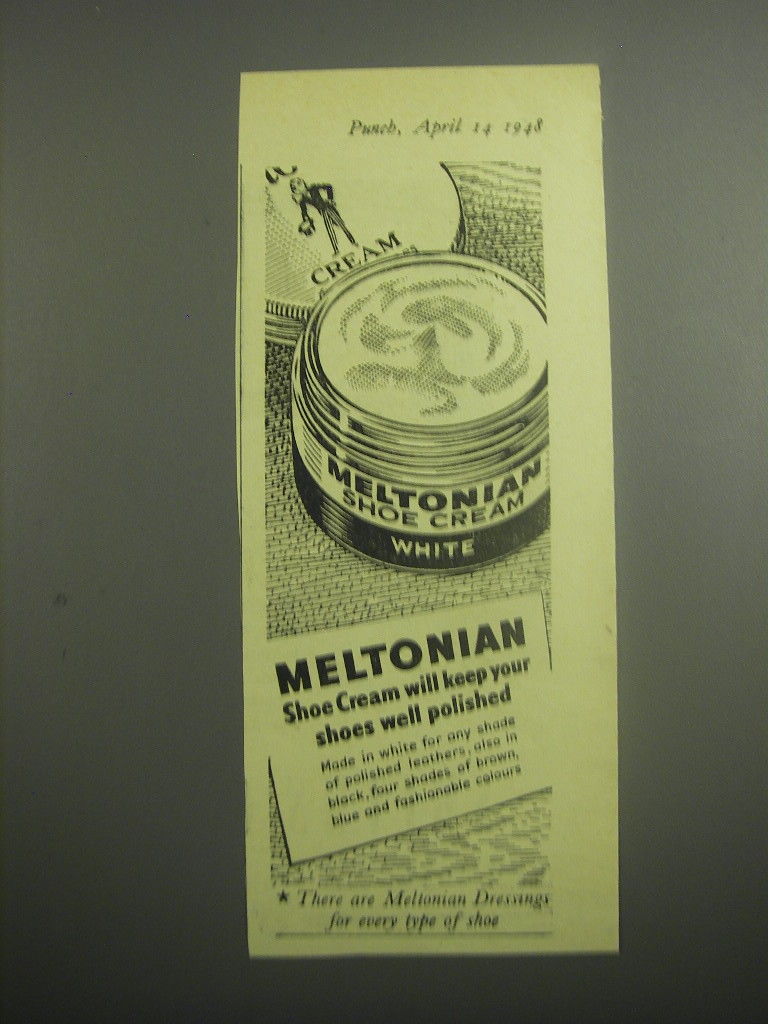 Punch, April 14 1948
CREAM
MELTONIAN
SHOE CREAM
WHITE
MELTONIAN
Shoe Cream will keep your
shoes well polished
Made in white for any shade
of polished leathers, also in
black, four shades of brown,
blue and fashionable colours
★ There are Meltonian Dressings
for every type of shoe